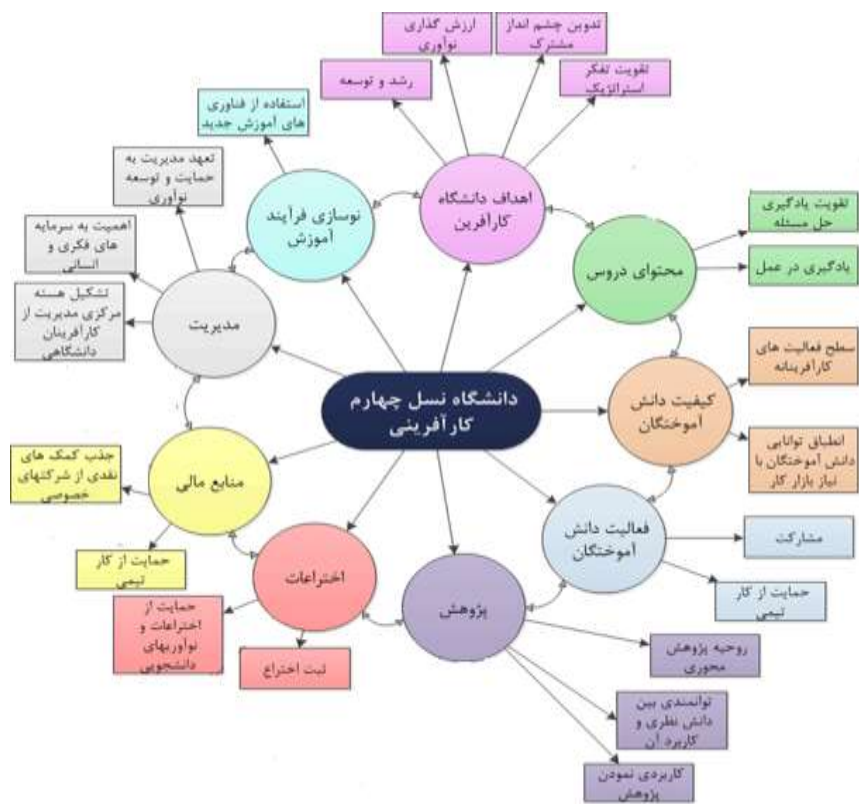 تدوین چشم انداز
مشترک
ارزش گذاری
نوآوری
تقویت تفکر
استراتژیک
رشد و توسعه
استفاده از فناوری
های آموزش جدید
تعهد مدیریت به
حمایت و توسعه
نوآوری
اهمیت به سرمایه
های فکری و
انسانی
تشکیل هسته
مرکزی مدیریت از
کارآفرینان
دانشگاهی
اهداف دانشگاه
کارآفرین
نوسازی فرآیند
آموزش
مدیریت
محتوای دروس
تقویت یادگیری
حل مسئله
یادگیری در عمل
سطح فعالیت های
کارآفرینانه
کیفیت دانش
آموختگان
انطباق توانایی
دانش آموختگان با
نیاز بازار کار
دانشگاه نسل چهارم
کارآفرینی
منابع مالی
جذب کمک های
نقدی از شرکتهای
خصوصی
حمایت از کار
تیمی
فعالیت دانش
آموختگان
مشارکت
حمایت از کار
تیمی
اختراعات
حمایت از
اختراعات و
نوآوریهای
دانشجویی
ثبت اختراع
پژوهش
روحیه پژوهش
محوری
توانمندی بین
دانش نظری و
کاربرد آن
کاربردی نمودن
پژوهش